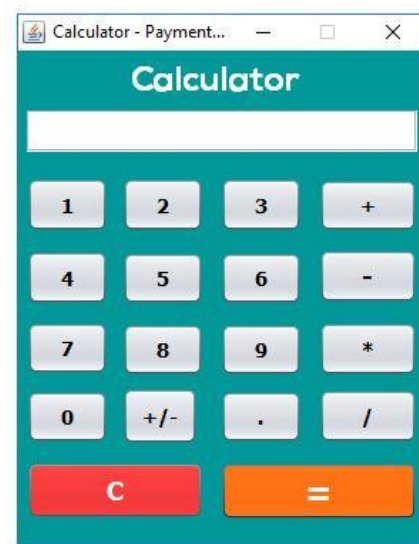 Calculator - Payment...
Calculator
1 2 3 +
4 5 6 -
7 8 9 *
0 +/- . /
C =